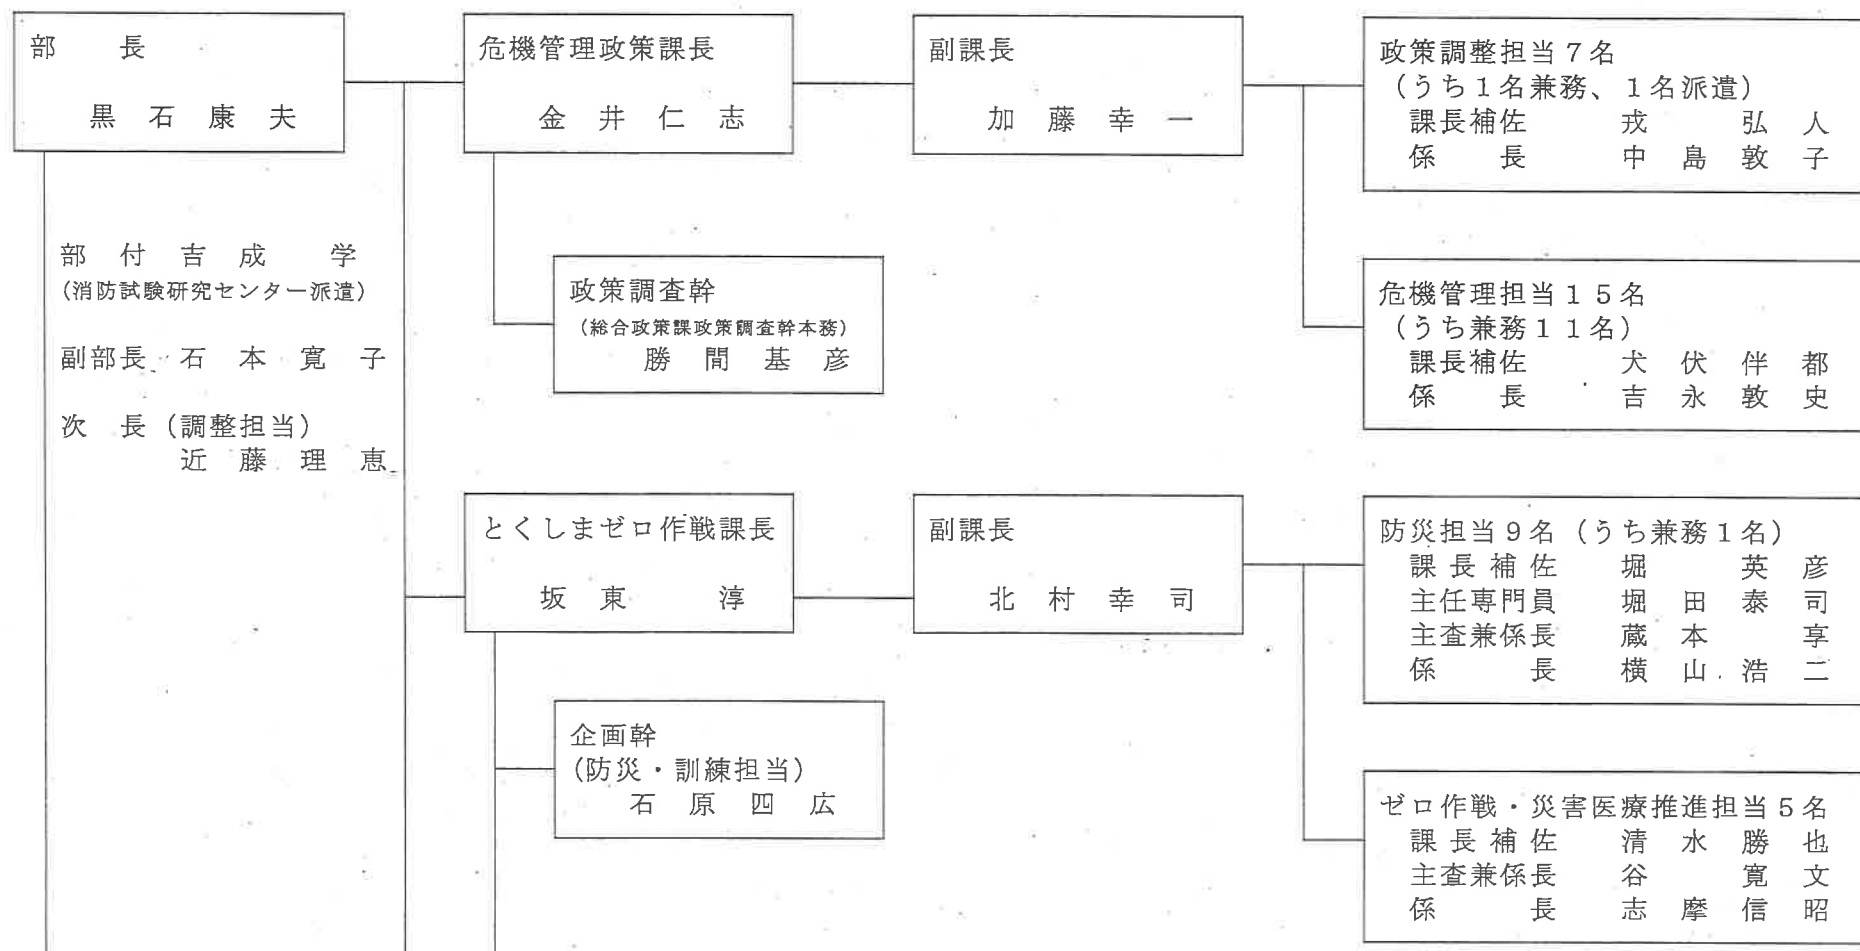 部　　長
黒　石　康　夫
部　付　吉　成　　学
(消防試験研究センター派遣)
副部長　石　本　寛　子
次　長（調整担当）
近　藤　理　恵
危機管理政策課長
金　井　仁　志
政策調査幹
(総合政策課政策調査幹本務)
勝　間　基　彦
副課長
加　藤　幸　一
政策調整担当７名
（うち１名兼務、１名派遣）
課長補佐　　戎　　弘　人
係　　長　　中　島　敦　子
危機管理担当１５名
（うち兼務１１名）
課長補佐　　犬　伏　伴　都
係　　長　　吉　永　敦　史
とくしまゼロ作戦課長
坂　東　　淳
企画幹
（防災・訓練担当）
石　原　四　広
副課長
北　村　幸　司
防災担当９名（うち兼務１名）
課長補佐　　堀　　英　彦
主任専門員　　堀　田　泰　司
主査兼係長　　蔵　本　　享
係　　長　　横　山　浩　二
ゼロ作戦・災害医療推進担当５名
課長補佐　　清　水　勝　也
主査兼係長　　谷　　寛　文
係　　長　　志　摩　信　昭